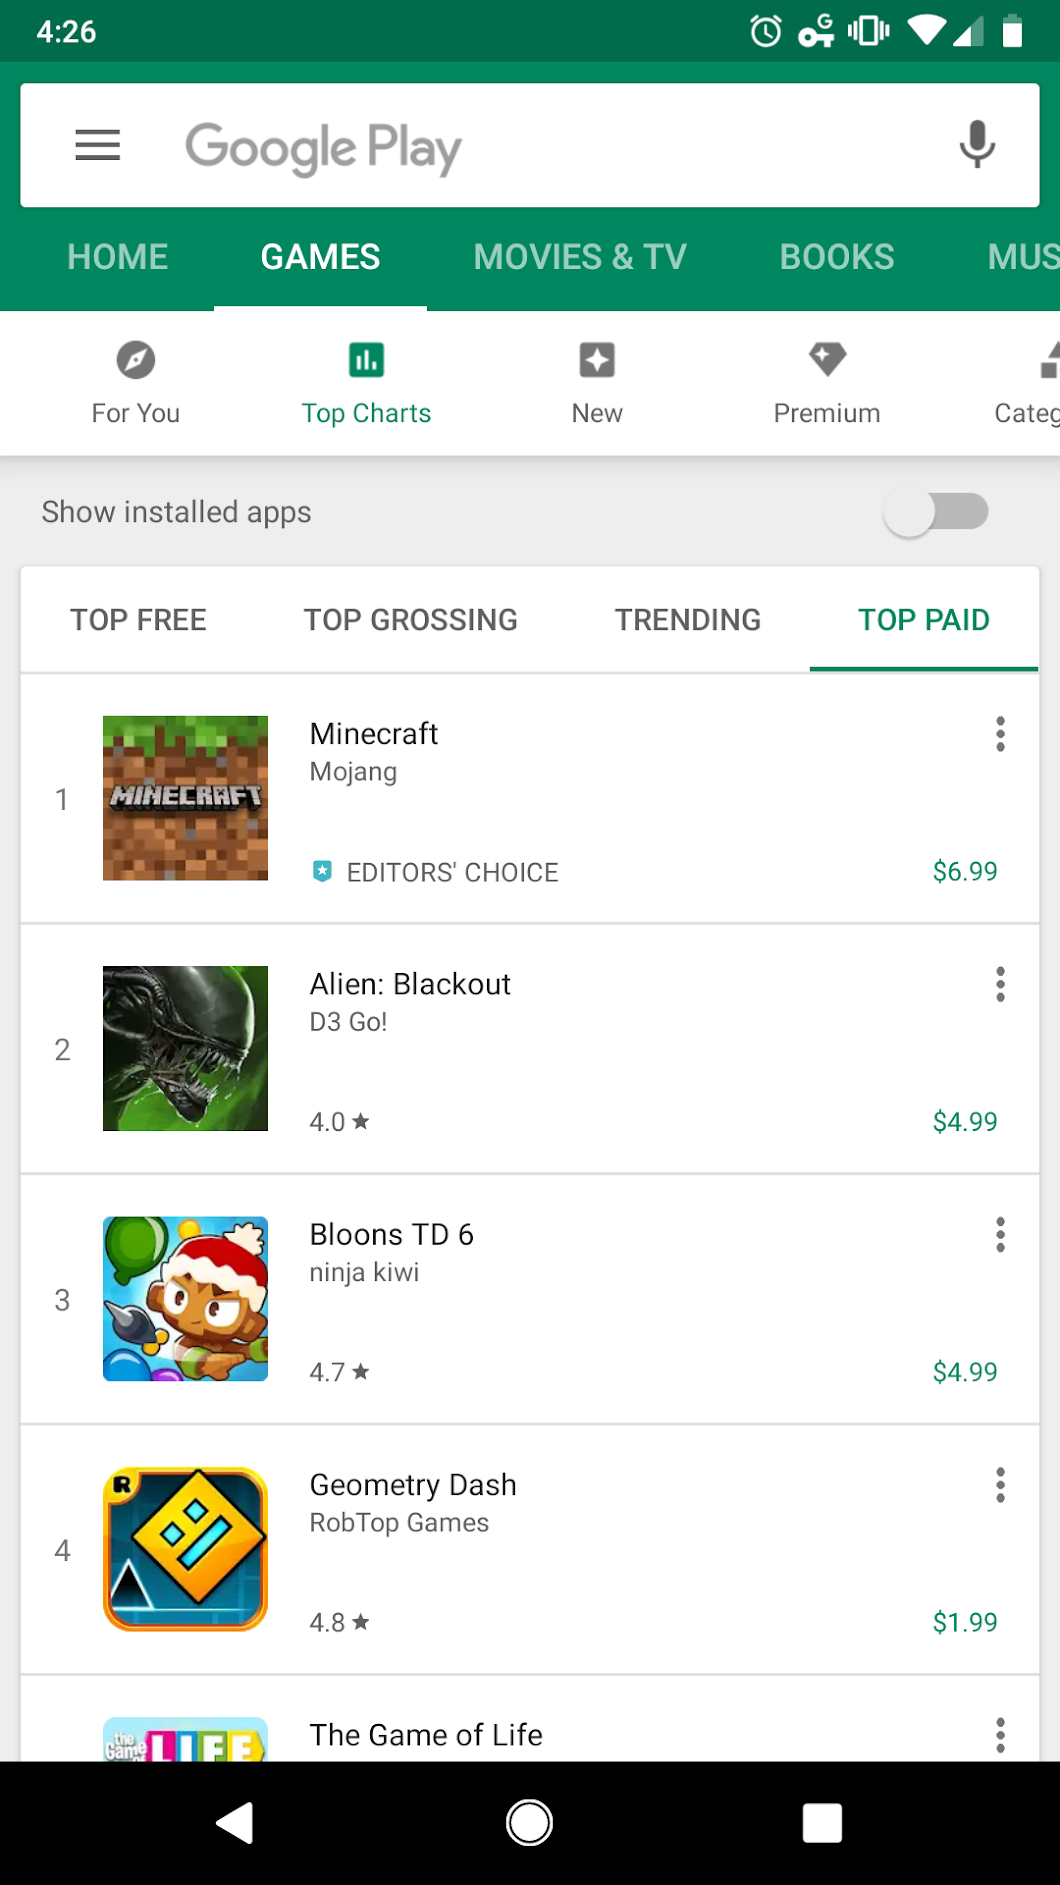 4:26
Google Play
HOME GAMES MOVIES & TV BOOKS MUS
For You Top Charts New Premium Categ
Show installed apps
TOP FREE TOP GROSSING TRENDING TOP PAID
1
MINECRAFT
Minecraft
Mojang
EDITORS' CHOICE $6.99
2
Alien: Blackout
D3 Go!
4.0 ★ $4.99
3
Bloons TD 6
ninja kiwi
4.7 ★ $4.99
4
R
Geometry Dash
RobTop Games
4.8 ★ $1.99
the Game of LIFE
The Game of Life